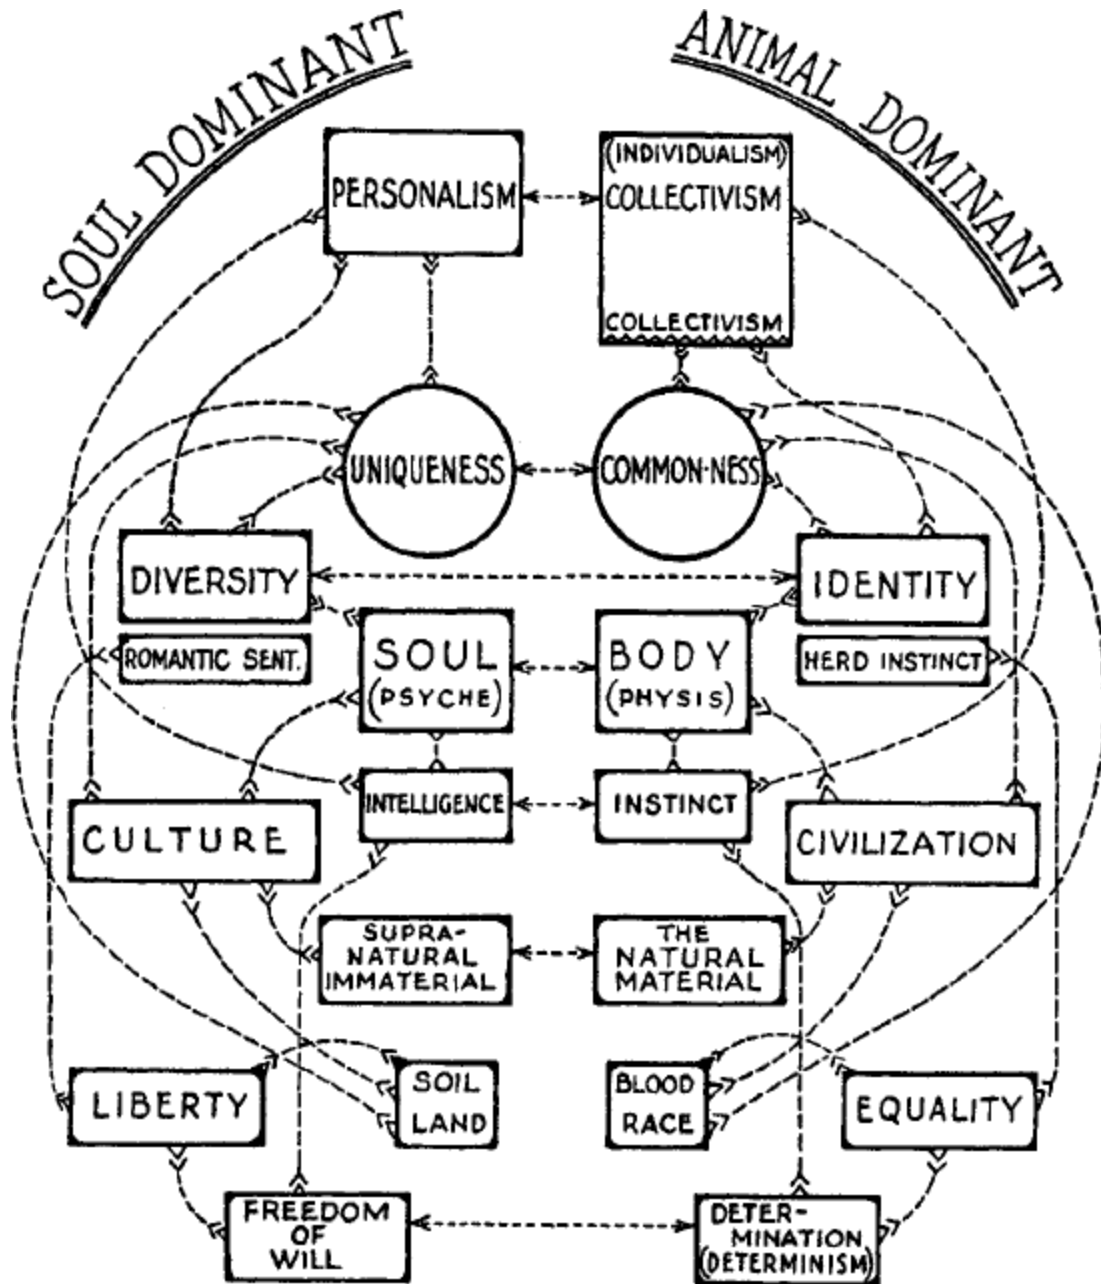 SOUL DOMINANT
ANIMAL DOMINANT
PERSONALISM
(INDIVIDUALISM)
COLLECTIVISM
COLLECTIVISM
UNIQUENESS
COMMON-NESS
DIVERSITY
IDENTITY
ROMANTIC SENT.
SOUL
(PSYCHE)
BODY
(PHYSIS)
HERD INSTINCT
CULTURE
INTELLIGENCE
INSTINCT
CIVILIZATION
SUPRA-
NATURAL
IMMATERIAL
THE
NATURAL
MATERIAL
LIBERTY
SOIL
LAND
BLOOD
RACE
EQUALITY
FREEDOM
OF
WILL
DETER-
MINATION
(DETERMINISM)